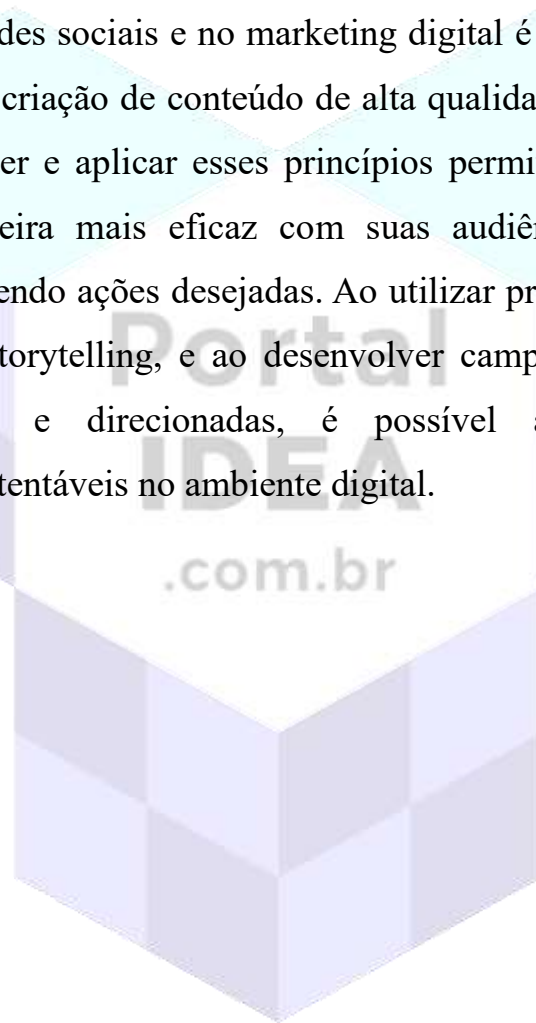 des sociais e no marketing digital é
criação de conteúdo de alta qualida
er e aplicar esses princípios permi
eira mais eficaz com suas audiên
endo ações desejadas. Ao utilizar pr
torytelling, e ao desenvolver camp
e direcionadas, é possível a
tentáveis no ambiente digital.
Portal
IDEA
.com.br